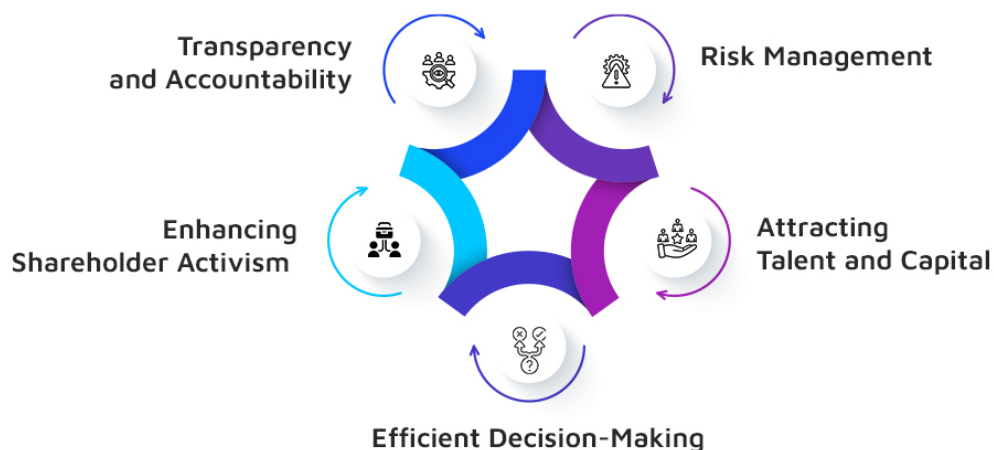 Transparency
and Accountability
Risk Management
Enhancing
Shareholder Activism
Attracting
Talent and Capital
?
Efficient Decision-Making